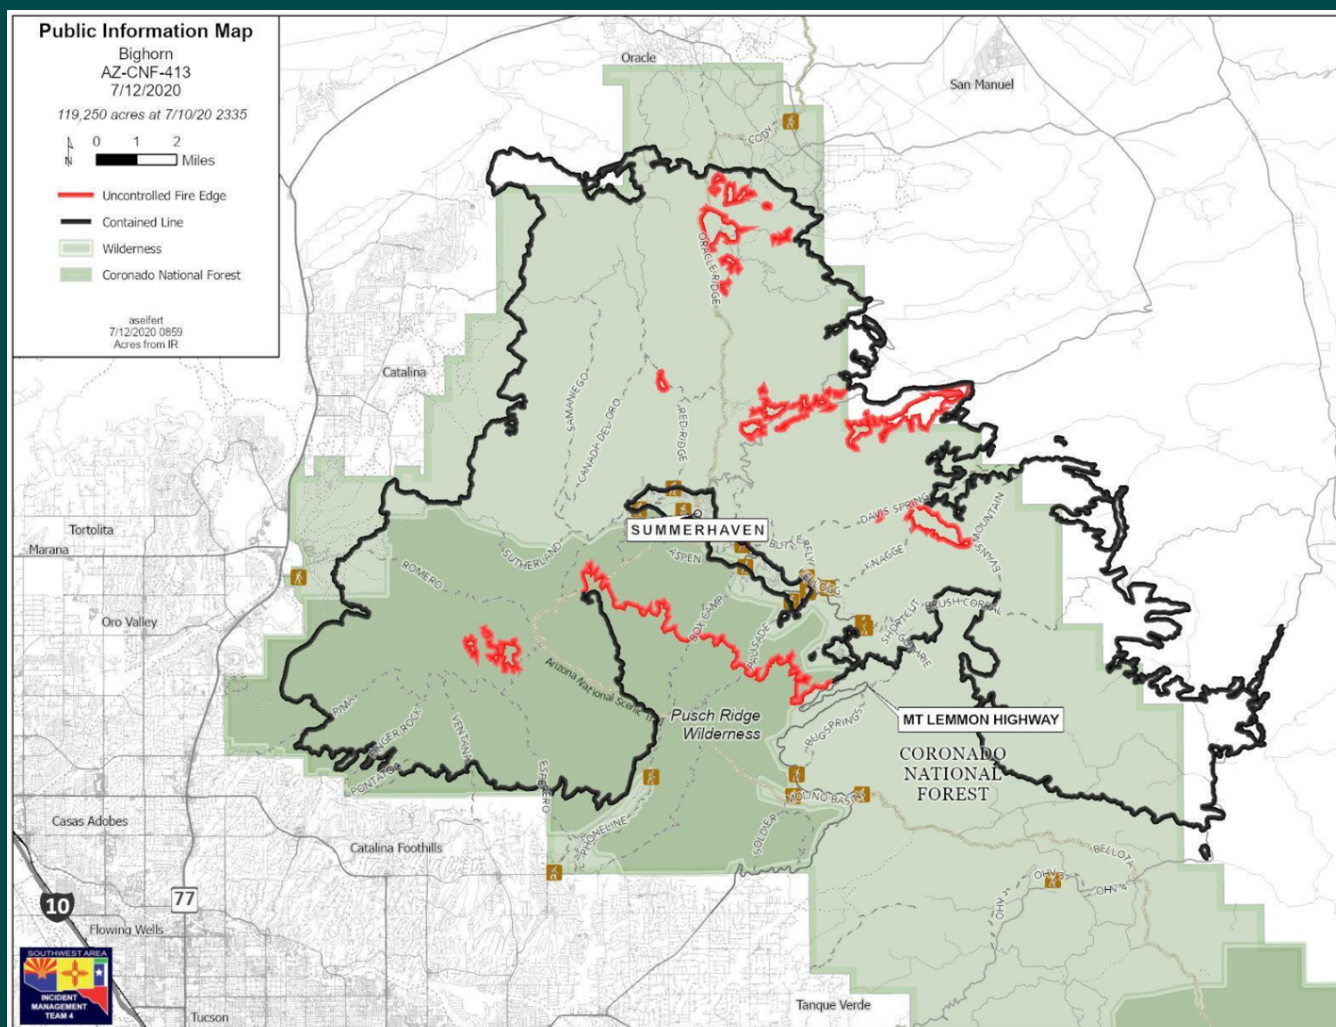 Public Information Map
Bighorn
AZ-CNF-413
7/12/2020
119,250 acres at 7/10/20 2335
N
0 1 2
Miles
Uncontrolled Fire Edge
Contained Line
Wilderness
Coronado National Forest
aseifert
7/12/2020 0859
Acres from IR
Oracle
San Manuel
CODY
ORACLE RIDGE
Catalina
SAMANIEGO
CANADA DEL ORO
RED RIDGE
Tortolita
Marana
SUMMERHAVEN
DAVIS SPRING
EVANS MOUNTAIN
SUTHERLAND
ASPEN
KNAGGE
ROMERO
BOX CAMP
PALISADE
SHORTCUT
BRUSH CORRAL
GUTHRIE
Oro Valley
Arizona National Scenic
PIMA
FINGER ROCK
VENTANA
PONTATOC
ESPERERO
Pusch Ridge
Wilderness
BUGSPRINGS
MT LEMMON HIGHWAY
CORONADO
NATIONAL
FOREST
MOLINO BASIN
Casas Adobes
Catalina Foothills
PHONELINE
SOLDIER
BELLOTA
OHV 3
OHV 4
77
10
Flowing Wells
SOUTHWEST AREA
INCIDENT
MANAGEMENT
TEAM 4
Tucson
Tanque Verde